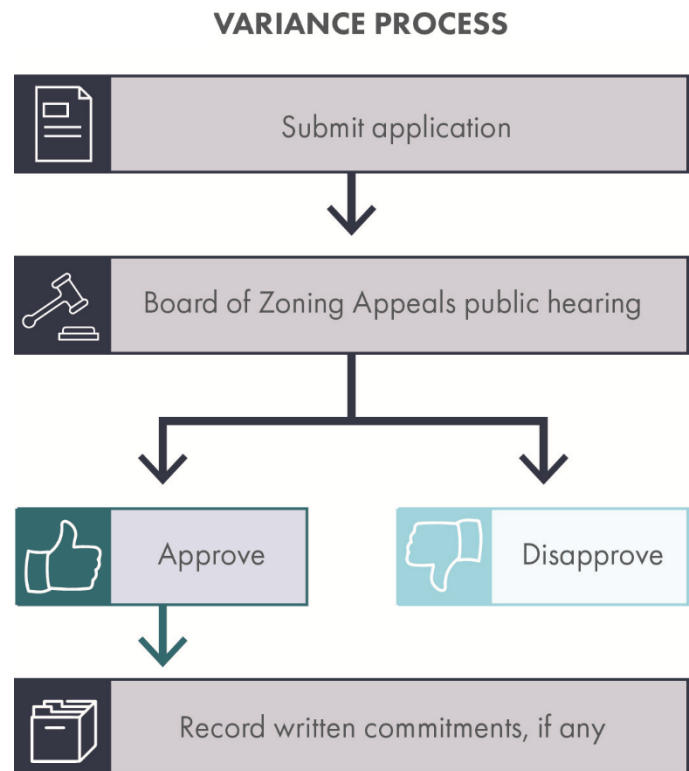 VARIANCE PROCESS
Submit application
Board of Zoning Appeals public hearing
Approve
Disapprove
Record written commitments, if any